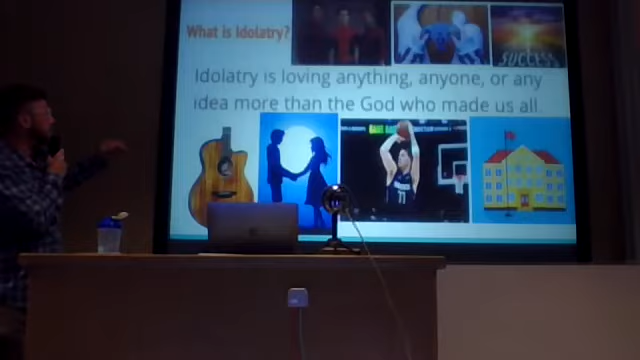 What is Idolatry?
SUCCESS
Idolatry is loving anything, anyone, or any
idea more than the God who made us all